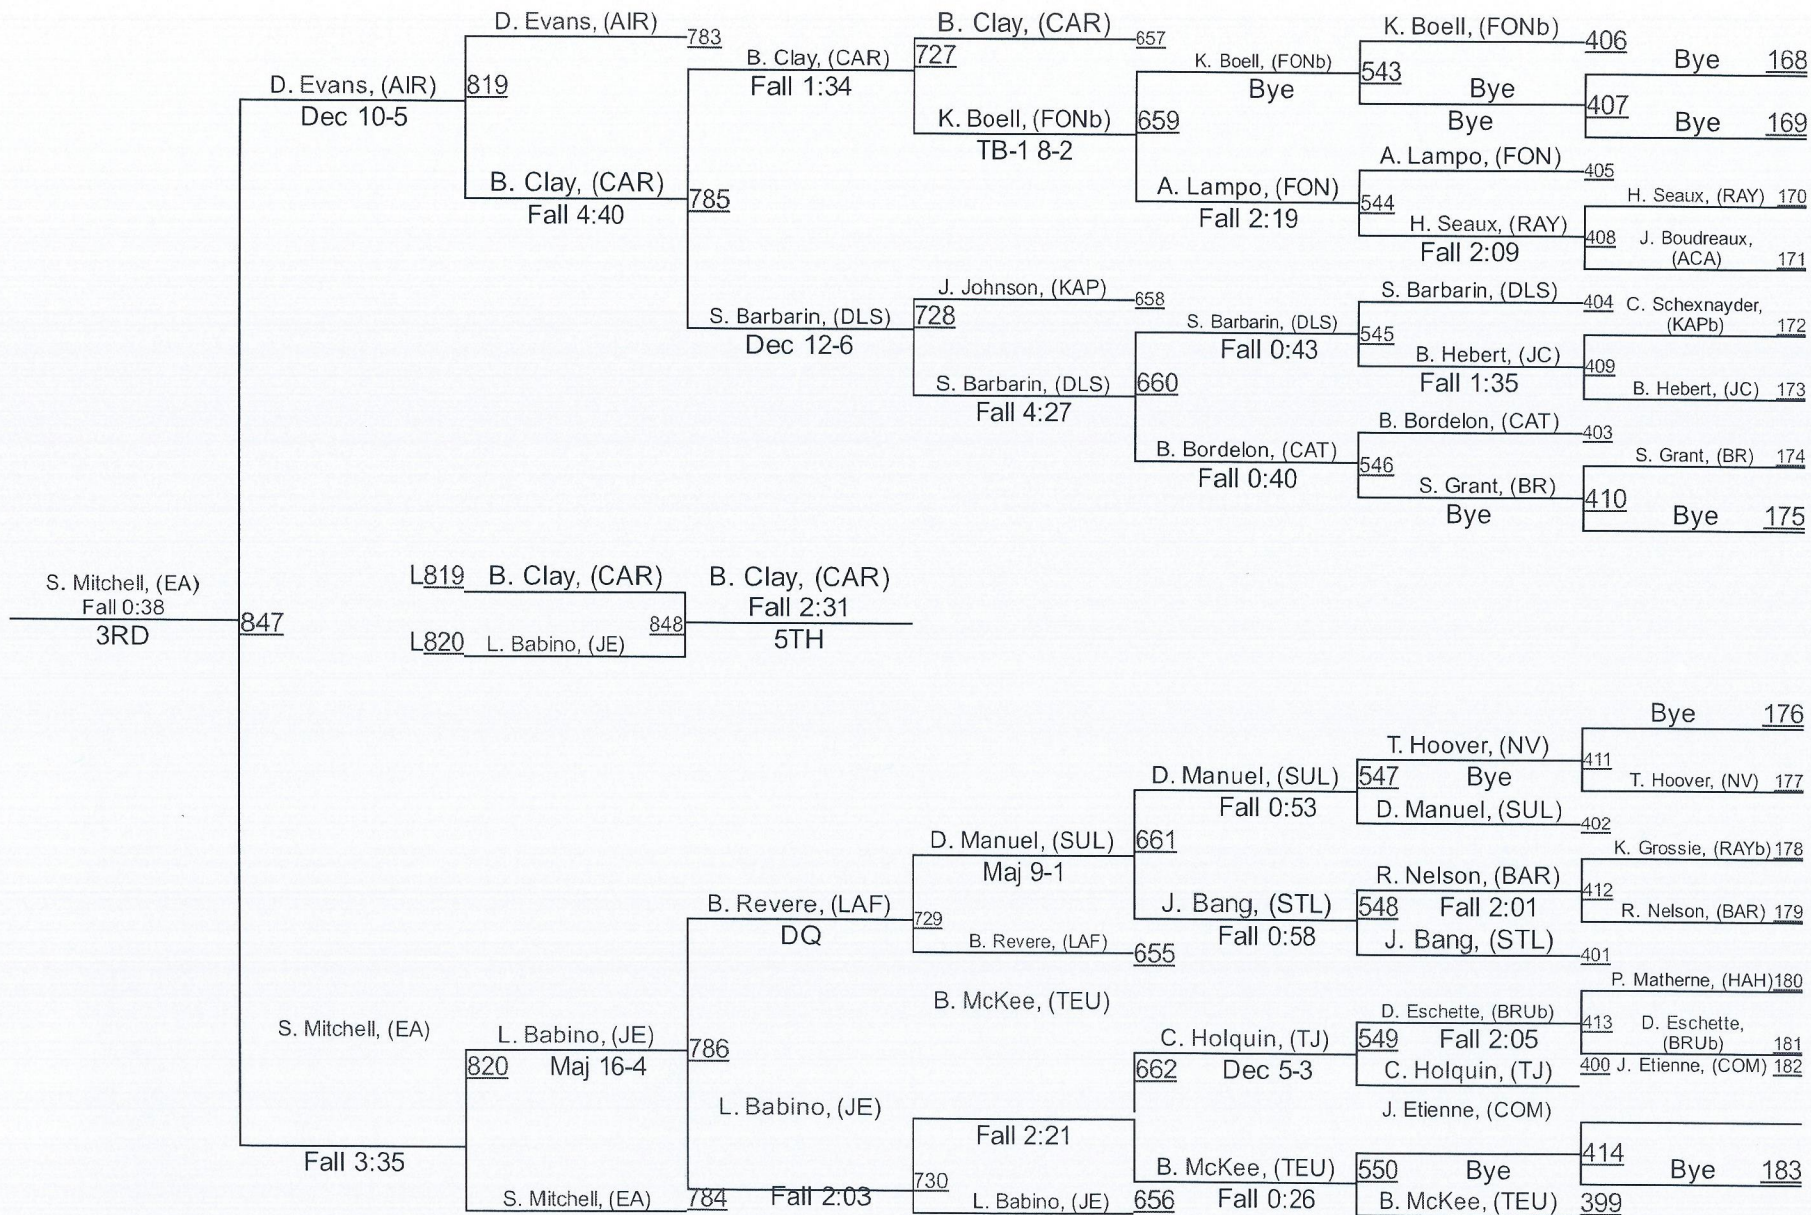 D. Evans, (AIR)
783
D. Evans, (AIR)
819
Dec 10-5
B. Clay, (CAR)
785
Fall 4:40
B. Clay, (CAR)
727
Fall 1:34
S. Barbarin, (DLS)
728
Dec 12-6
B. Clay, (CAR)
657
K. Boell, (FONb)
659
TB-1 8-2
J. Johnson, (KAP)
658
S. Barbarin, (DLS)
660
Fall 4:27
K. Boell, (FONb)
543
Bye
A. Lampo, (FON)
544
Fall 2:19
S. Barbarin, (DLS)
545
Fall 0:43
B. Bordelon, (CAT)
546
Fall 0:40
K. Boell, (FONb)
406
Bye
407
Bye
A. Lampo, (FON)
405
H. Seaux, (RAY)
408
Fall 2:09
S. Barbarin, (DLS)
404
B. Hebert, (JC)
409
Fall 1:35
B. Bordelon, (CAT)
403
S. Grant, (BR)
410
Bye
Bye 168
Bye 169
H. Seaux, (RAY) 170
J. Boudreaux,
(ACA) 171
C. Schexnayder,
(KAPb) 172
B. Hebert, (JC) 173
S. Grant, (BR) 174
Bye 175
S. Mitchell, (EA)
Fall 0:38
847
3RD
L819 B. Clay, (CAR)
L820 L. Babino, (JE)
848
B. Clay, (CAR)
Fall 2:31
5TH
S. Mitchell, (EA)
Fall 3:35
820
L. Babino, (JE)
786
Maj 16-4
S. Mitchell, (EA)
784
B. Revere, (LAF)
729
DQ
L. Babino, (JE)
Fall 2:03
730
D. Manuel, (SUL)
661
Maj 9-1
B. Revere, (LAF)
655
B. McKee, (TEU)
662
Fall 2:21
L. Babino, (JE) 656
D. Manuel, (SUL)
547
Fall 0:53
J. Bang, (STL)
548
Fall 0:58
C. Holquin, (TJ)
549
Dec 5-3
B. McKee, (TEU)
550
Fall 0:26
T. Hoover, (NV)
411
Bye
D. Manuel, (SUL)
402
R. Nelson, (BAR)
412
Fall 2:01
J. Bang, (STL)
401
D. Eschette, (BRUb)
413
Fall 2:05
C. Holquin, (TJ)
400
J. Etienne, (COM)
414
Bye
B. McKee, (TEU) 399
Bye 176
T. Hoover, (NV) 177
K. Grossie, (RAYb) 178
R. Nelson, (BAR) 179
P. Matherne, (HAH) 180
D. Eschette,
(BRUb) 181
J. Etienne, (COM) 182
Bye 183